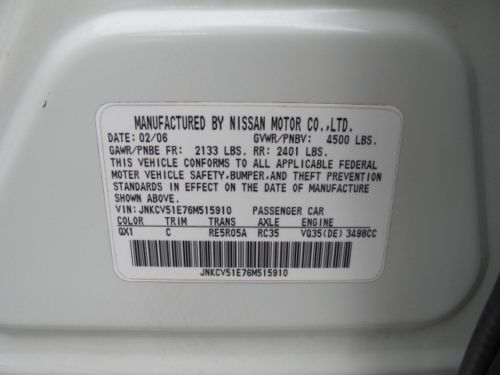 MANUFACTURED BY NISSAN MOTOR CO.,LTD.
DATE: 02/06 GVWR/PNBV: 4500 LBS.
GAWR/PNBE FR: 2133 LBS. RR: 2401 LBS.
THIS VEHICLE CONFORMS TO ALL APPLICABLE FEDERAL
MOTOR VEHICLE SAFETY,BUMPER,AND THEFT PREVENTION
STANDARDS IN EFFECT ON THE DATE OF MANUFACTURE
SHOWN ABOVE.
VIN: JNKCV51E76M515910 PASSENGER CAR
COLOR TRIM TRANS AXLE ENGINE
QX1 C RE5R05A RC35 VQ35(DE) 3498CC
JNKCV51E76M515910